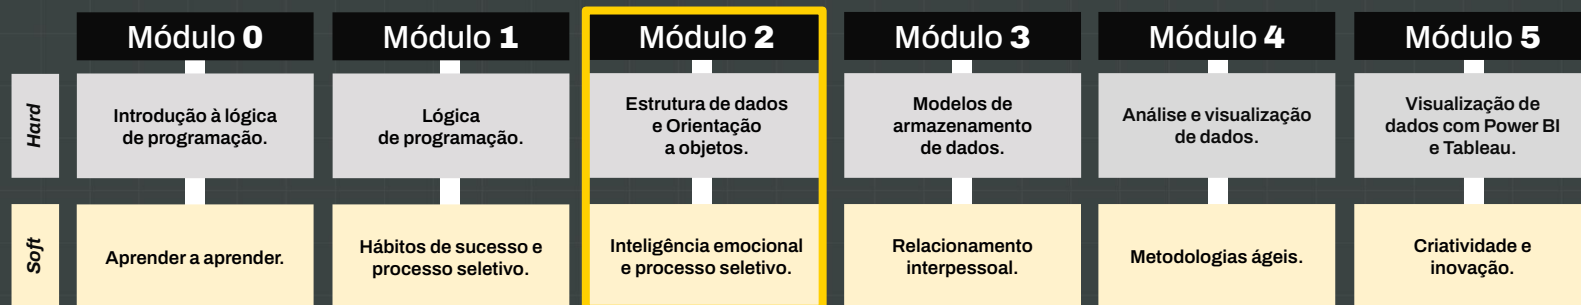 Módulo 0
Módulo 1
Módulo 2
Módulo 3
Módulo 4
Módulo 5
Hard
Introdução à lógica
de programação.
Lógica
de programação.
Estrutura de dados
e Orientação
a objetos.
Modelos de
armazenamento
de dados.
Análise e visualização
de dados.
Visualização de
dados com Power BI
e Tableau.
Soft
Aprender a aprender.
Hábitos de sucesso e
processo seletivo.
Inteligência emocional
e processo seletivo.
Relacionamento
interpessoal.
Metodologias ágeis.
Criatividade e
inovação.